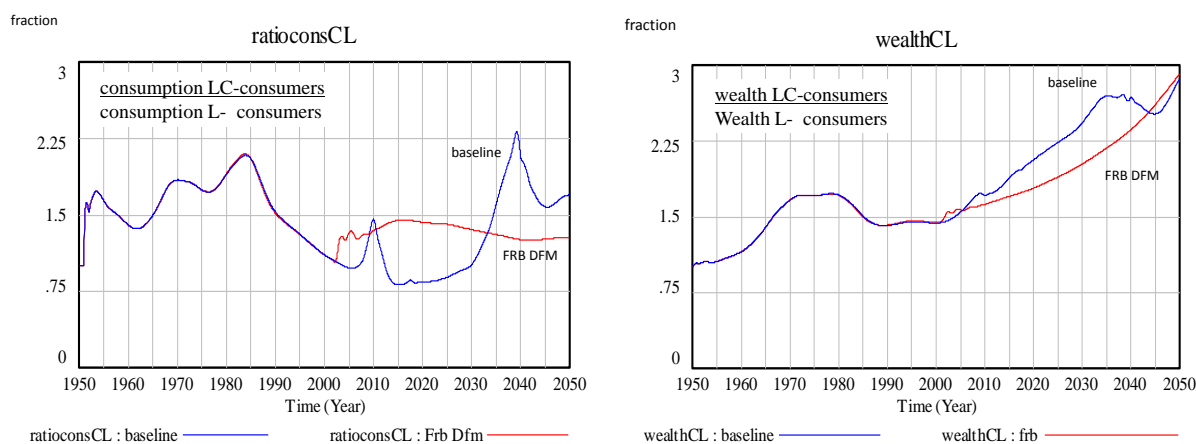 fraction
ratioconsCL
3
2.25
1.5
.75
0
consumption LC-consumers
consumption L- consumers
baseline
FRB DFM
1950 1960 1970 1980 1990 2000 2010 2020 2030 2040 2050
Time (Year)
ratioconsCL : baseline
ratioconsCL : Frb Dfm
fraction
wealthCL
3
2.25
1.5
.75
0
wealth LC-consumers
Wealth L- consumers
baseline
FRB DFM
1950 1960 1970 1980 1990 2000 2010 2020 2030 2040 2050
Time (Year)
wealthCL : baseline
wealthCL : frb